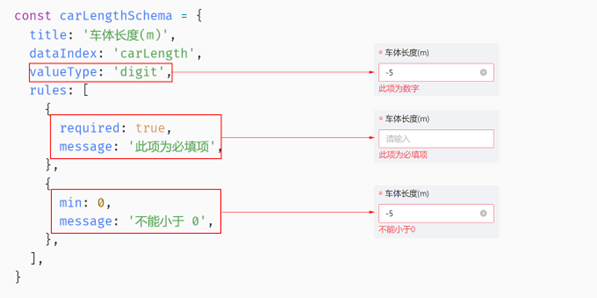 const carLengthSchema = {
title: '车体长度(m)',
dataIndex: 'carLength',
valueType: 'digit',
rules: [
{
required: true,
message: '此项为必填项',
},
{
min: 0,
message: '不能小于 0',
},
],
}
* 车体长度(m)
-5
此项为数字
* 车体长度(m)
请输入
此项为必填项
* 车体长度(m)
-5
不能小于0